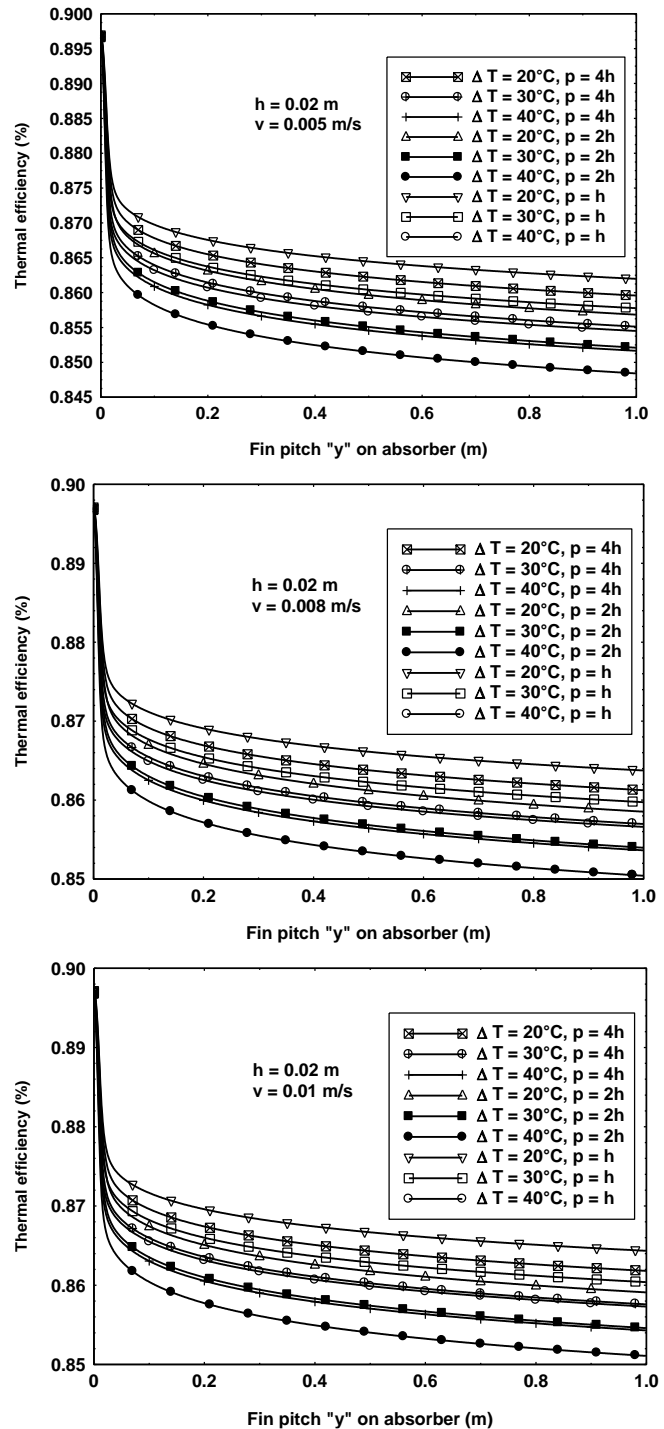 0.900
0.895
0.890
0.885
0.880
0.875
0.870
0.865
0.860
0.855
0.850
0.845
Thermal efficiency (%)
h = 0.02 m
v = 0.005 m/s
Δ T = 20°C, p = 4h
Δ T = 30°C, p = 4h
Δ T = 40°C, p = 4h
Δ T = 20°C, p = 2h
Δ T = 30°C, p = 2h
Δ T = 40°C, p = 2h
Δ T = 20°C, p = h
Δ T = 30°C, p = h
Δ T = 40°C, p = h
0 0.2 0.4 0.6 0.8 1.0
Fin pitch "y" on absorber (m)
0.90
0.89
0.88
0.87
0.86
0.85
Thermal efficiency (%)
h = 0.02 m
v = 0.008 m/s
Δ T = 20°C, p = 4h
Δ T = 30°C, p = 4h
Δ T = 40°C, p = 4h
Δ T = 20°C, p = 2h
Δ T = 30°C, p = 2h
Δ T = 40°C, p = 2h
Δ T = 20°C, p = h
Δ T = 30°C, p = h
Δ T = 40°C, p = h
0 0.2 0.4 0.6 0.8 1.0
Fin pitch "y" on absorber (m)
0.90
0.89
0.88
0.87
0.86
0.85
Thermal efficiency (%)
h = 0.02 m
v = 0.01 m/s
Δ T = 20°C, p = 4h
Δ T = 30°C, p = 4h
Δ T = 40°C, p = 4h
Δ T = 20°C, p = 2h
Δ T = 30°C, p = 2h
Δ T = 40°C, p = 2h
Δ T = 20°C, p = h
Δ T = 30°C, p = h
Δ T = 40°C, p = h
0 0.2 0.4 0.6 0.8 1.0
Fin pitch "y" on absorber (m)